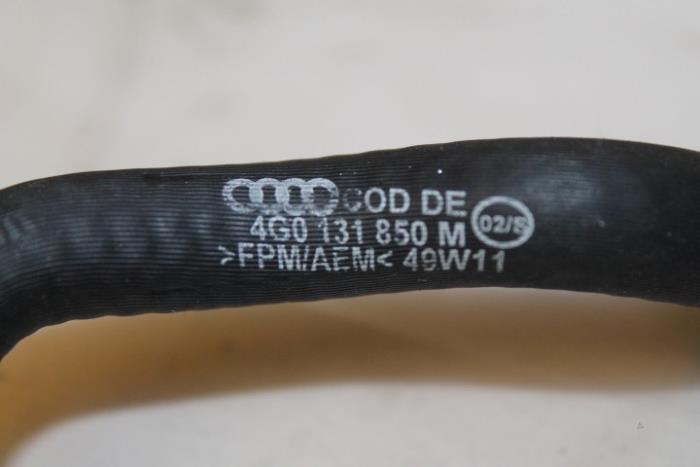 COD DE
4G0 131 850 M 02/S
>FPM/AEM< 49W11